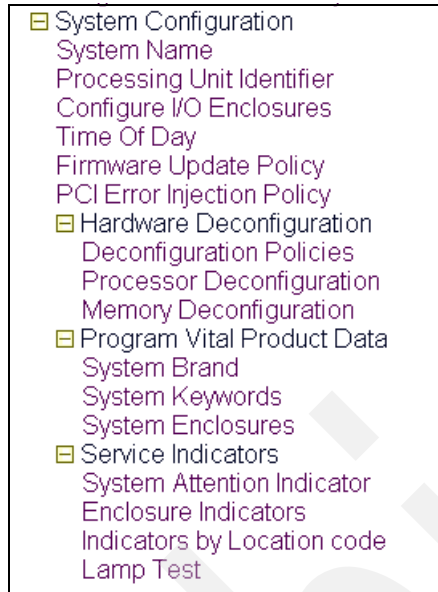 System Configuration
System Name
Processing Unit Identifier
Configure I/O Enclosures
Time Of Day
Firmware Update Policy
PCI Error Injection Policy
Hardware Deconfiguration
Deconfiguration Policies
Processor Deconfiguration
Memory Deconfiguration
Program Vital Product Data
System Brand
System Keywords
System Enclosures
Service Indicators
System Attention Indicator
Enclosure Indicators
Indicators by Location code
Lamp Test